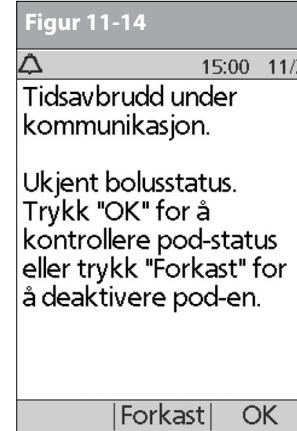 Figur 11-14
15:00 11/
Tidsavbrudd under
kommunikasjon.
Ukjent bolusstatus.
Trykk "OK" for å
kontrollere pod-status
eller trykk "Forkast" for
å deaktivere pod-en.
|Forkast| OK